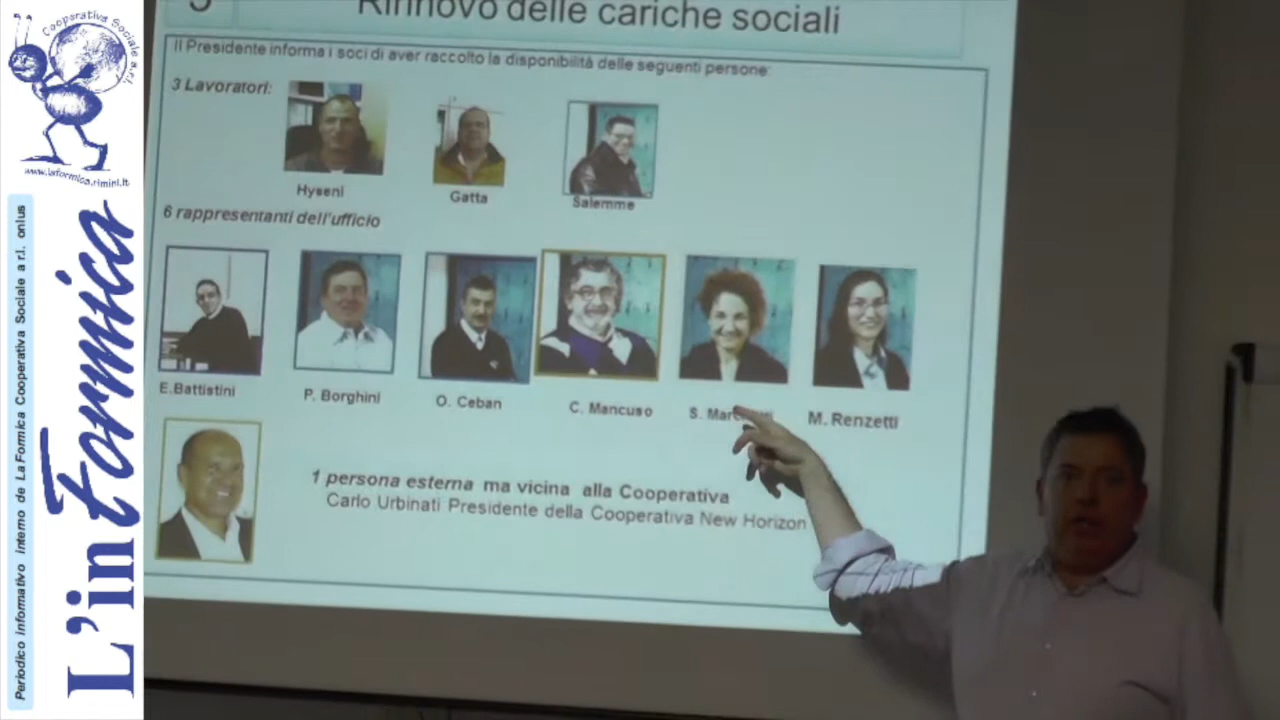 Cooperativa Sociale a r.l.
www.laformica.rimini.it
Periodico informativo interno de La Formica Cooperativa Sociale a r.l. onlus
L'inFormica
Rinnovo delle cariche sociali
Il Presidente informa i soci di aver raccolto la disponibilità delle seguenti persone:
3 Lavoratori:
Hyseni
Gatta
Salemme
6 rappresentanti dell'ufficio
E.Battistini
P. Borghini
O. Ceban
C. Mancuso
S.
M. Renzetti
1 persona esterna ma vicina alla Cooperativa
Carlo Urbinati Presidente della Cooperativa New Horizon